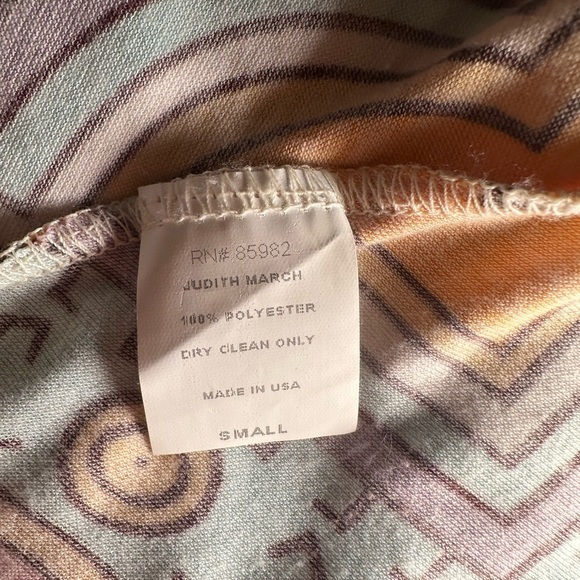 RN# 85982
JUDITH MARCH
100% POLYESTER
DRY CLEAN ONLY
MADE IN USA
SMALL